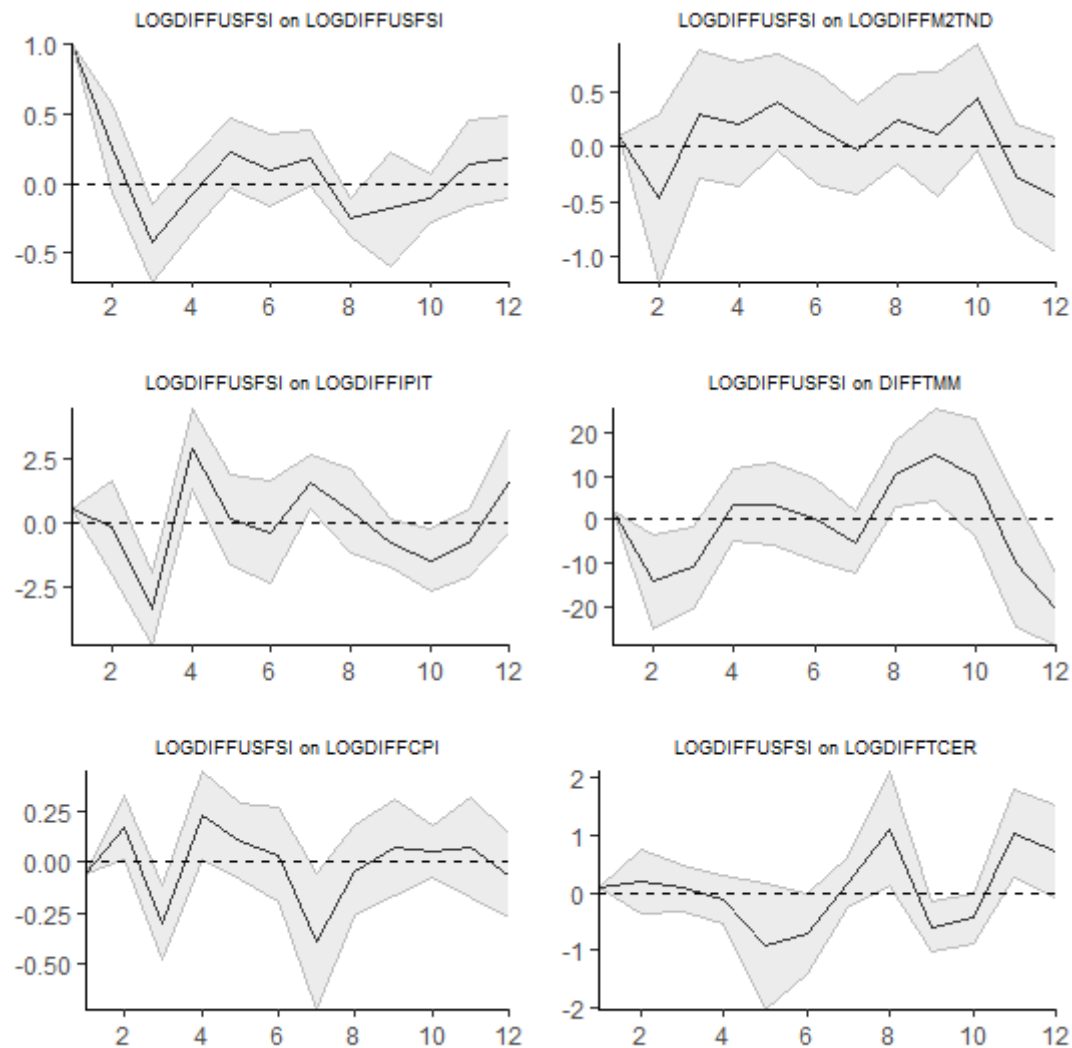 LOGDIFFUSFSI on LOGDIFFUSFSI
1.0
0.5
0.0
-0.5
2 4 6 8 10 12
LOGDIFFUSFSI on LOGDIFFM2TND
0.5
0.0
-0.5
-1.0
2 4 6 8 10 12
LOGDIFFUSFSI on LOGDIFFIPIT
2.5
0.0
-2.5
2 4 6 8 10 12
LOGDIFFUSFSI on DIFFTMM
20
10
0
-10
-20
2 4 6 8 10 12
LOGDIFFUSFSI on LOGDIFFCPI
0.25
0.00
-0.25
-0.50
2 4 6 8 10 12
LOGDIFFUSFSI on LOGDIFFTCER
2
1
0
-1
-2
2 4 6 8 10 12